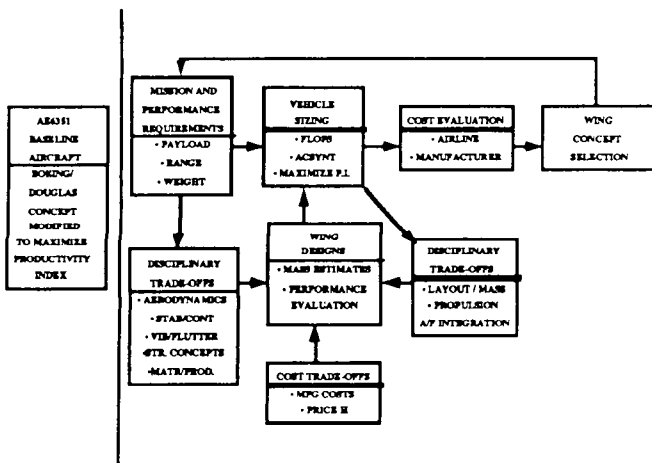 AE6351
BASELINE
AIRCRAFT
BOEING/
DOUGLAS
CONCEPT
MODIFIED
TO MAXIMIZE
PRODUCTIVITY
INDEX
MISSION AND
PERFORMANCE
REQUIREMENTS
• PAYLOAD
• RANGE
• WEIGHT
VEHICLE
SIZING
• FLOPS
• ACSYNT
• MAXIMIZE P.I.
COST EVALUATION
• AIRLINE
• MANUFACTURER
WING
CONCEPT
SELECTION
DISCIPLINARY
TRADE-OFFS
• AERODYNAMICS
• STAB/CONT
• VIB/FLUTTER
• STR. CONCEPTS
• MATR/PROD.
WING
DESIGNS
• MASS ESTIMATES
• PERFORMANCE
EVALUATION
DISCIPLINARY
TRADE-OFFS
• LAYOUT / MASS
• PROPULSION
A/F INTEGRATION
COST TRADE-OFFS
• MFG COSTS
• PRICE H